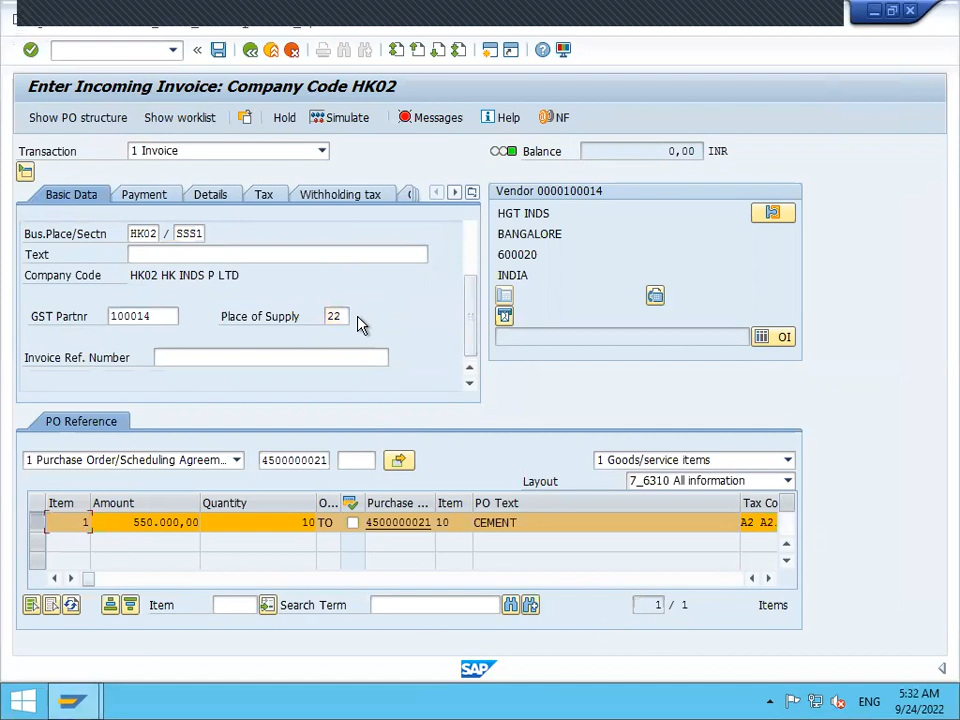 Enter Incoming Invoice: Company Code HK02
Show PO structure Show worklist Hold Simulate Messages Help NF
Transaction 1 Invoice Balance 0,00 INR
Basic Data Payment Details Tax Withholding tax
Vendor 0000100014
Bus.Place/Sectn HK02 / SSS1
Text
Company Code HK02 HK INDS P LTD
GST Partnr 100014 Place of Supply 22
Invoice Ref. Number
HGT INDS
BANGALORE
600020
INDIA
OI
PO Reference
1 Purchase Order/Scheduling Agreem... 4500000021 1 Goods/service items
Layout 7_6310 All information
Item Amount Quantity O... Purchase ... Item PO Text Tax Co
1 550.000,00 10 TO 4500000021 10 CEMENT A2 A2.
Item Search Term 1 / 1 Items
SAP
ENG
5:32 AM
9/24/2022